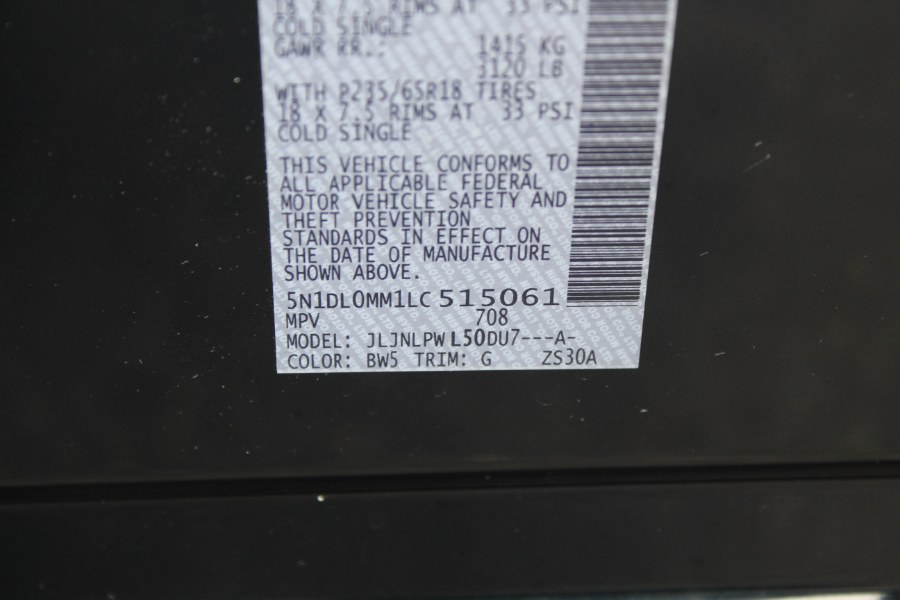 18 X 7.5 RIMS AT 33 PSI
COLD SINGLE
GAWR RR.: 1415 KG
3120 LB
WITH P235/65R18 TIRES
18 X 7.5 RIMS AT 33 PSI
COLD SINGLE
THIS VEHICLE CONFORMS TO
ALL APPLICABLE FEDERAL
MOTOR VEHICLE SAFETY AND
THEFT PREVENTION
STANDARDS IN EFFECT ON
THE DATE OF MANUFACTURE
SHOWN ABOVE.
5N1DL0MM1LC515061
MPV 708
MODEL: JLJNLPWL50DU7---A-
COLOR: BW5 TRIM: G ZS30A